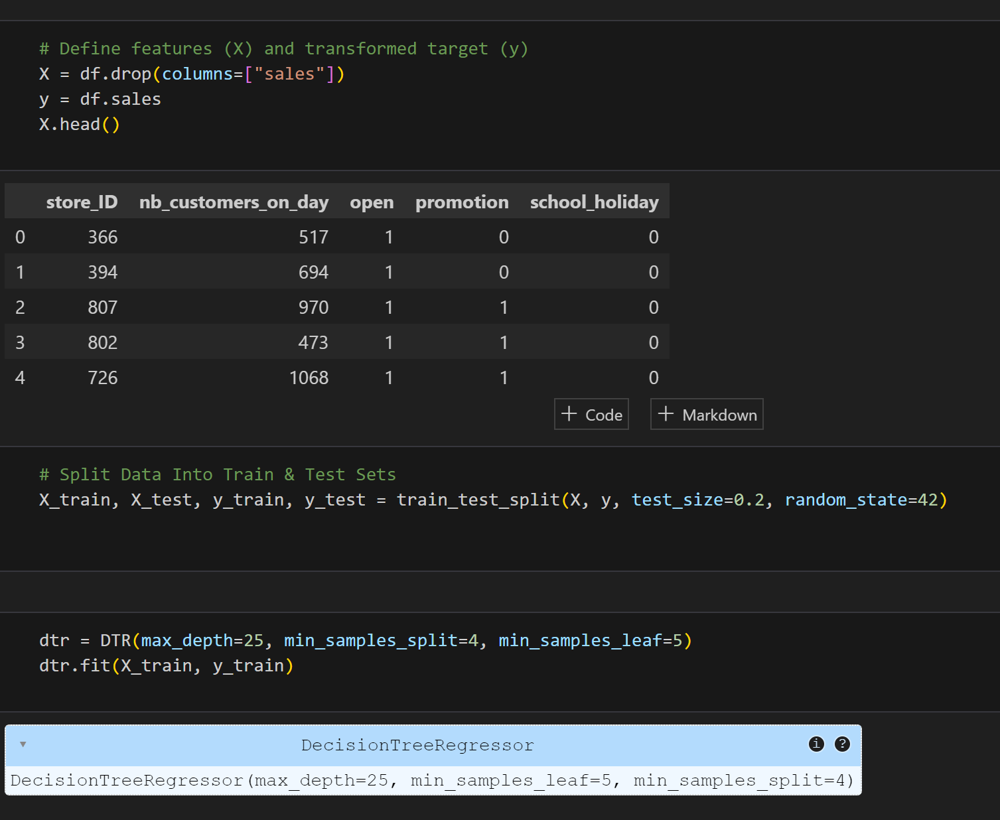 # Define features (X) and transformed target (y)
X = df.drop(columns=["sales"])
y = df.sales
X.head()
store_ID nb_customers_on_day open promotion school_holiday
0 366 517 1 0 0
1 394 694 1 0 0
2 807 970 1 1 0
3 802 473 1 1 0
4 726 1068 1 1 0
+ Code + Markdown
# Split Data Into Train & Test Sets
X_train, X_test, y_train, y_test = train_test_split(X, y, test_size=0.2, random_state=42)
dtr = DTR(max_depth=25, min_samples_split=4, min_samples_leaf=5)
dtr.fit(X_train, y_train)
DecisionTreeRegressor i ?
DecisionTreeRegressor(max_depth=25, min_samples_leaf=5, min_samples_split=4)